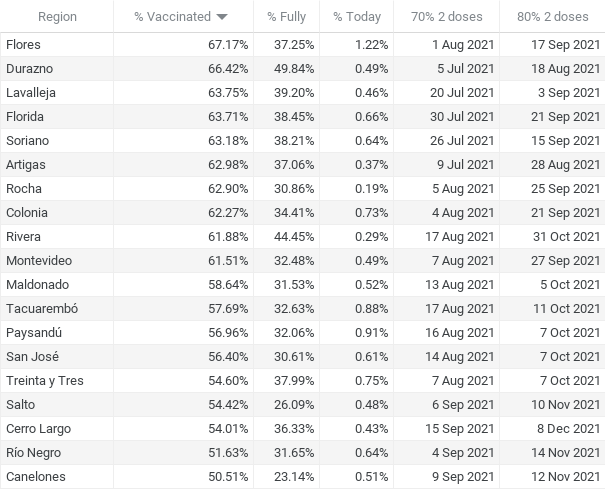 Region % Vaccinated % Fully % Today 70% 2 doses 80% 2 doses
Flores 67.17% 37.25% 1.22% 1 Aug 2021 17 Sep 2021
Durazno 66.42% 49.84% 0.49% 5 Jul 2021 18 Aug 2021
Lavalleja 63.75% 39.20% 0.46% 20 Jul 2021 3 Sep 2021
Florida 63.71% 38.45% 0.66% 30 Jul 2021 21 Sep 2021
Soriano 63.18% 38.21% 0.64% 26 Jul 2021 15 Sep 2021
Artigas 62.98% 37.06% 0.37% 9 Jul 2021 28 Aug 2021
Rocha 62.90% 30.86% 0.19% 5 Aug 2021 25 Sep 2021
Colonia 62.27% 34.41% 0.73% 4 Aug 2021 21 Sep 2021
Rivera 61.88% 44.45% 0.29% 17 Aug 2021 31 Oct 2021
Montevideo 61.51% 32.48% 0.49% 7 Aug 2021 27 Sep 2021
Maldonado 58.64% 31.53% 0.52% 13 Aug 2021 5 Oct 2021
Tacuarembó 57.69% 32.63% 0.88% 17 Aug 2021 11 Oct 2021
Paysandú 56.96% 32.06% 0.91% 16 Aug 2021 7 Oct 2021
San José 56.40% 30.61% 0.61% 14 Aug 2021 7 Oct 2021
Treinta y Tres 54.60% 37.99% 0.75% 7 Aug 2021 7 Oct 2021
Salto 54.42% 26.09% 0.48% 6 Sep 2021 10 Nov 2021
Cerro Largo 54.01% 36.33% 0.43% 15 Sep 2021 8 Dec 2021
Río Negro 51.63% 31.65% 0.64% 4 Sep 2021 14 Nov 2021
Canelones 50.51% 23.14% 0.51% 9 Sep 2021 12 Nov 2021